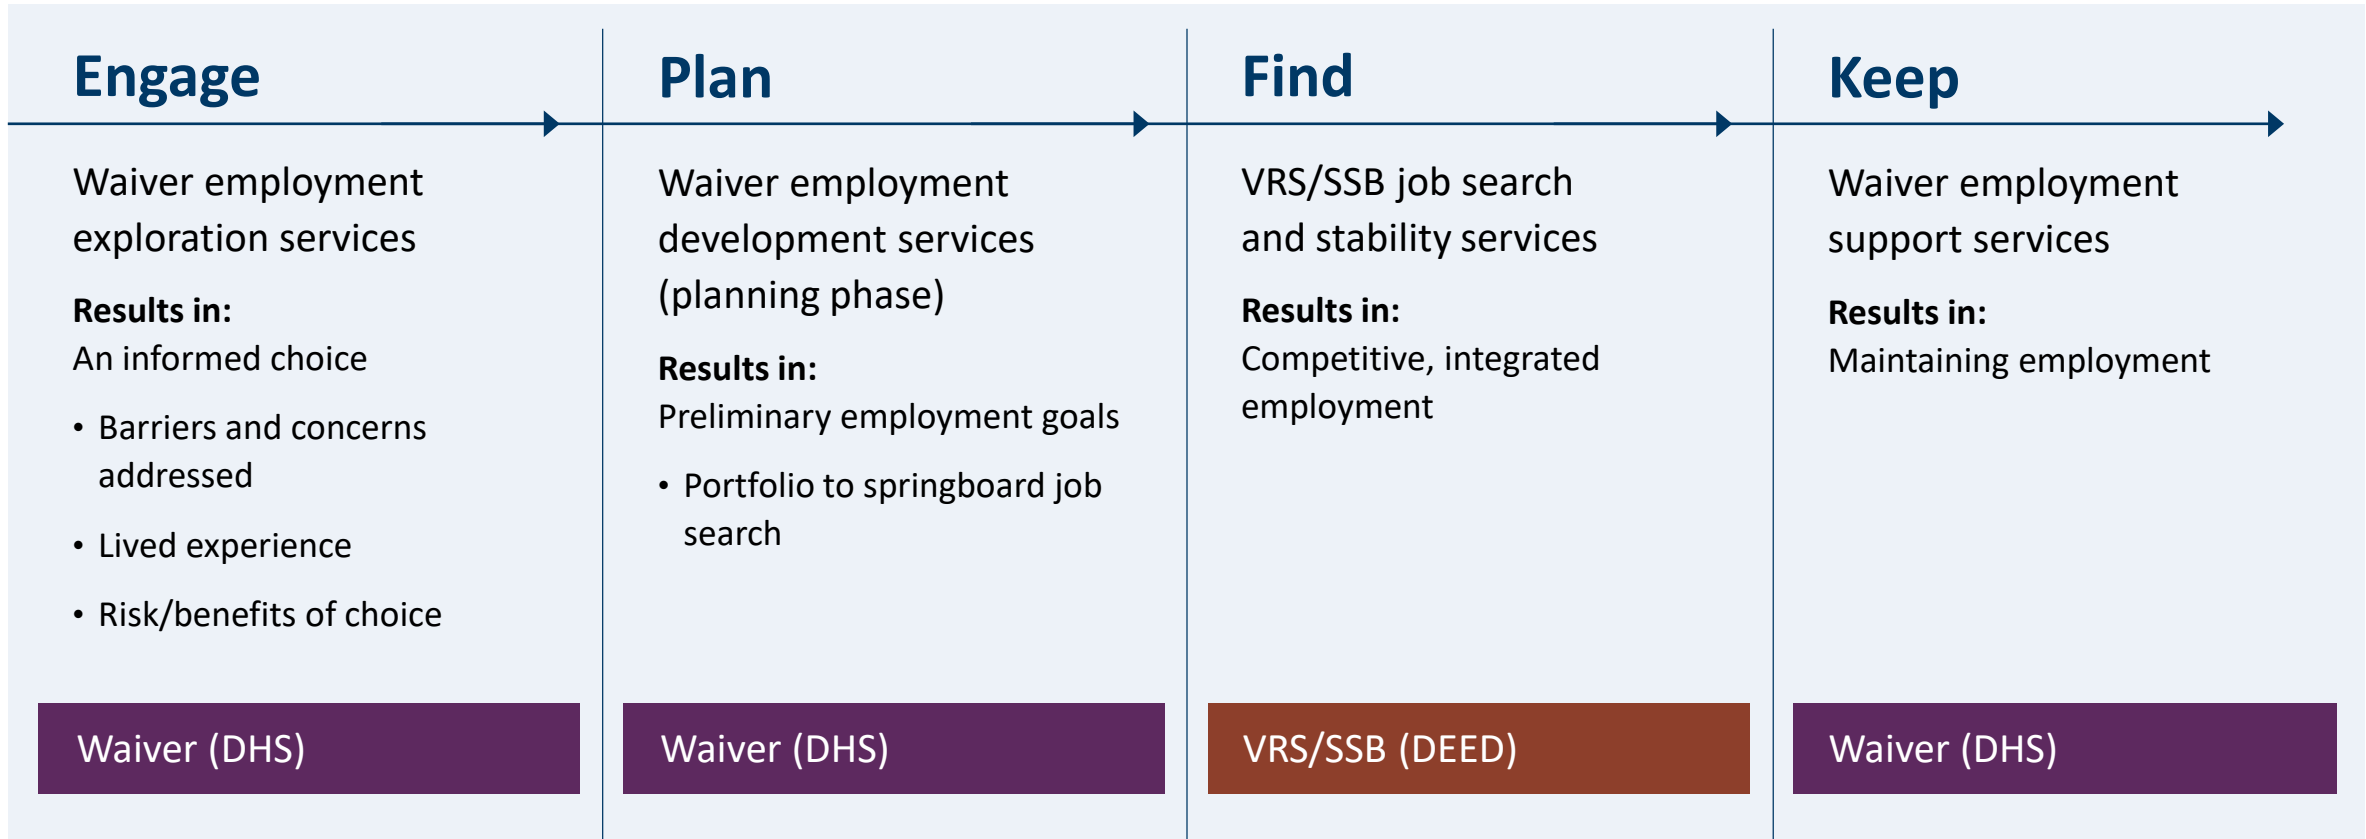 Engage
Waiver employment
exploration services
Results in:
An informed choice
• Barriers and concerns
addressed
• Lived experience
• Risk/benefits of choice
Waiver (DHS)
Plan
Waiver employment
development services
(planning phase)
Results in:
Preliminary employment goals
• Portfolio to springboard job
search
Waiver (DHS)
Find
VRS/SSB job search
and stability services
Results in:
Competitive, integrated
employment
VRS/SSB (DEED)
Keep
Waiver employment
support services
Results in:
Maintaining employment
Waiver (DHS)